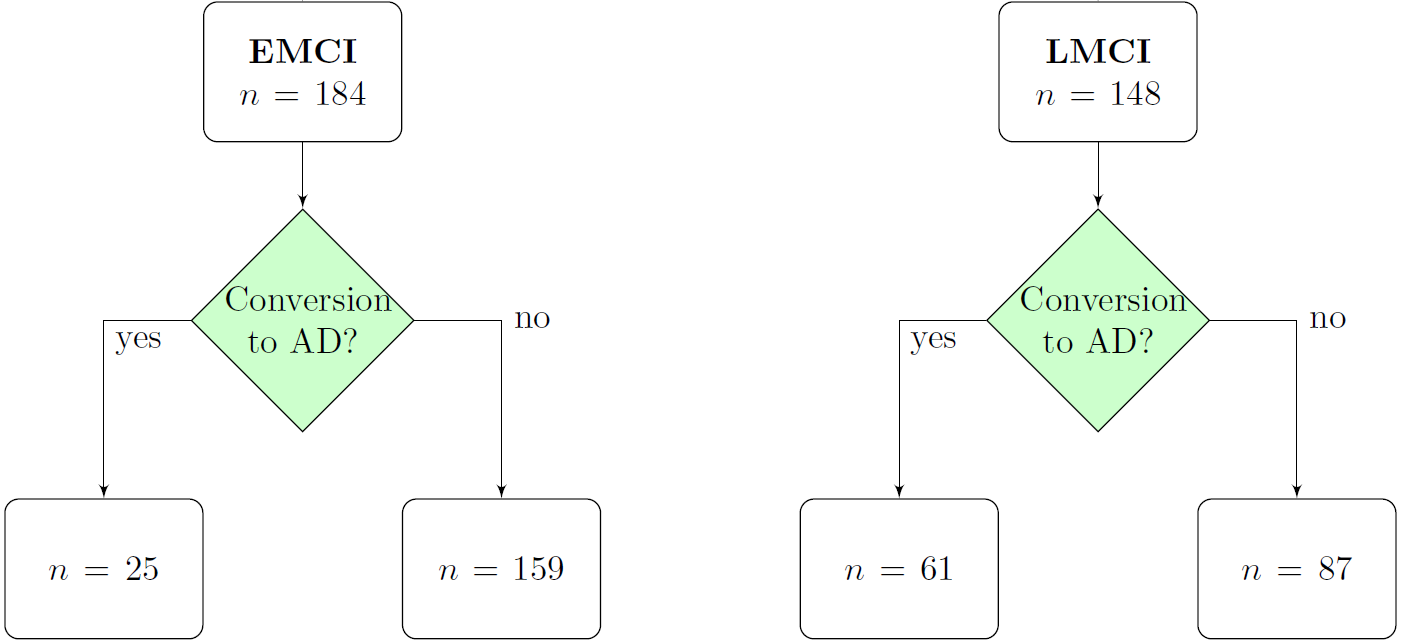 EMCI
n = 184
LMCI
n = 148
Conversion
to AD?
yes
no
Conversion
to AD?
yes
no
n = 25
n = 159
n = 61
n = 87